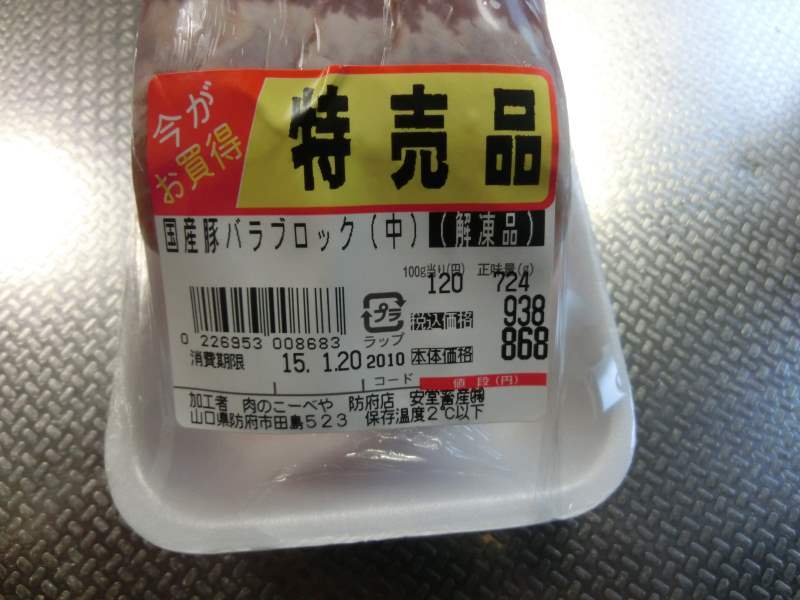 今が
お買得
特売品
国産豚バラブロック(中)(解凍品)
100g当り(円) 正味量(g)
120 724
プラ
ラップ
税込価格 938
0 226953 008683
本体価格 868
消費期限 15. 1.20 2010
コード 値段(円)
加工者 肉のこーべや 防府店 安堂畜産㈱
山口県防府市田島523 保存温度2℃以下